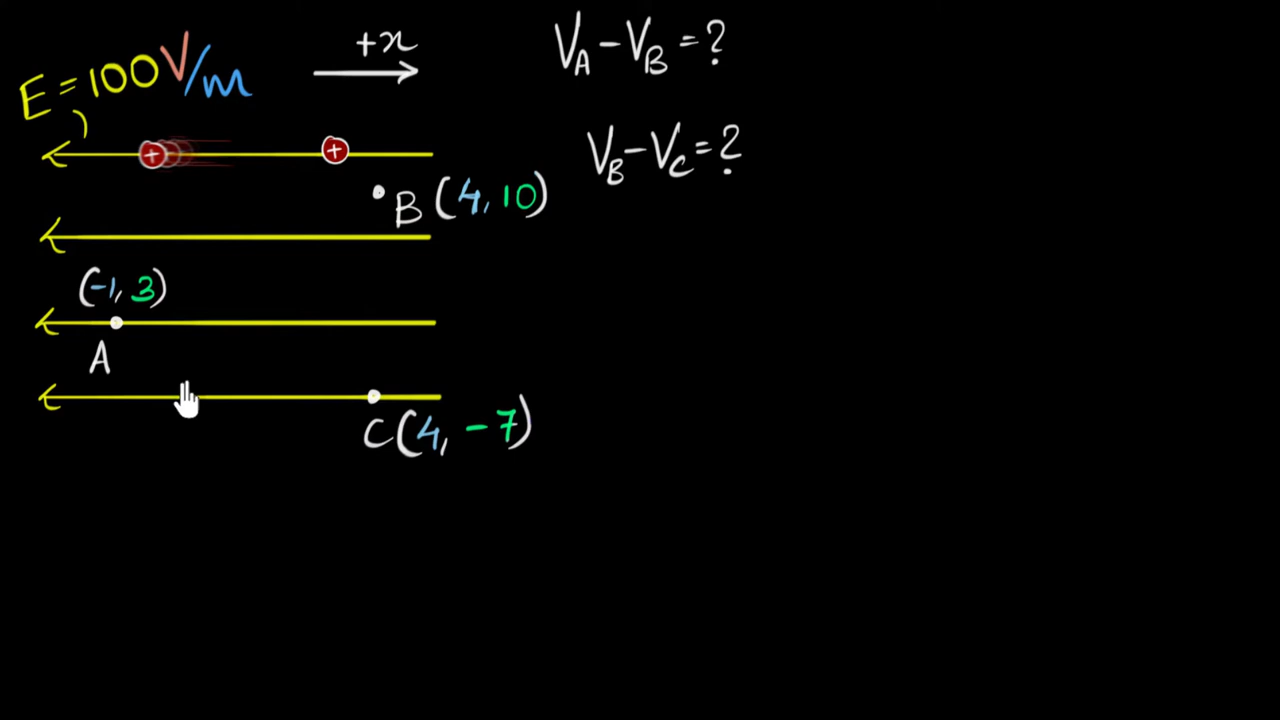 E = 100 V/m
+x
V_A - V_B = ?
V_B - V_C = ?
+ +
B (4, 10)
(-1, 3)
A
C (4, -7)